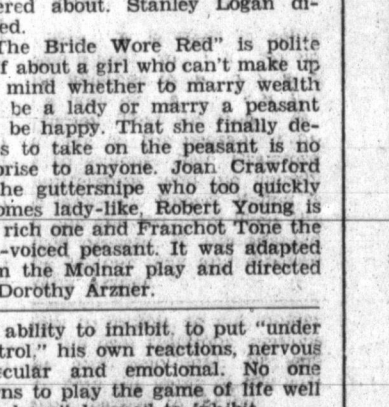 ered about. Stanley Logan di-
ed.
The Bride Wore Red" is polite
f about a girl who can't make up
mind whether to marry wealth
be a lady or marry a peasant
be happy. That she finally de-
s to take on the peasant is no
prise to anyone. Joan Crawford
he guttersnipe who too quickly
omes lady-like, Robert Young is
rich one and Franchot Tone the
-voiced peasant. It was adapted
m the Molnar play and directed
Dorothy Arzner.
ability to inhibit, to put "under
trol," his own reactions, nervous
cular and emotional. No one
ns to play the game of life well